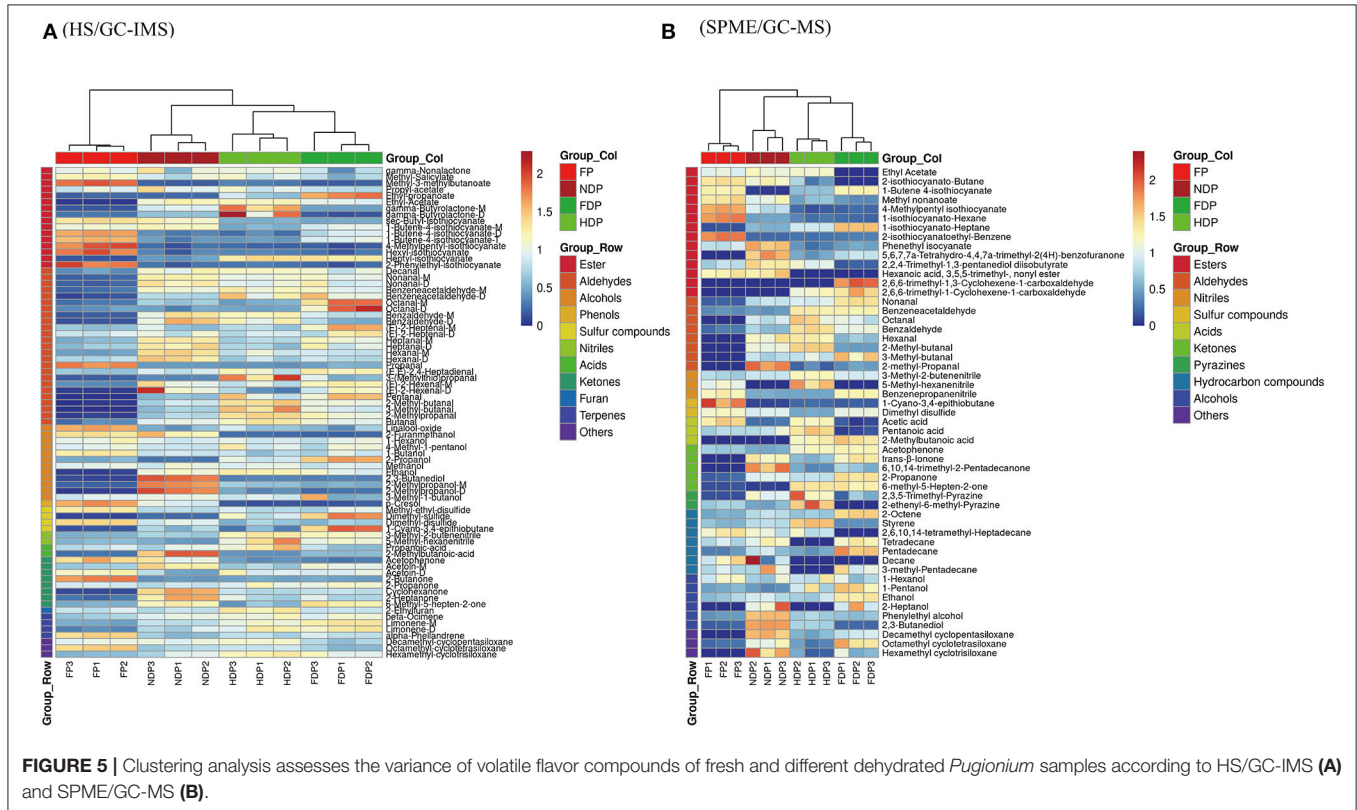 A (HS/GC-IMS)
Group_Col
gamma-Nonalactone
Methyl-Salicylate
Methyl-3-methylbutanoate
Propyl-acetate
Ethyl-propanoate
Ethyl-Acetate
gamma-Butyrolactone-M
gamma-Butyrolactone-D
sec-Butyl-Isothiocyanate
1-Butene-4-isothiocyanate-M
1-Butene-4-isothiocyanate-D
1-Butene-4-isothiocyanate-T
4-Methylpentyl-isothiocyanate
Hexyl-isothiocyanate
Heptyl-isothiocyanate
2-Phenylethyl-isothiocyanate
Decanal
Nonanal-M
Nonanal-D
Benzeneacetaldehyde-M
Benzeneacetaldehyde-D
Octanal-M
Octanal-D
Benzaldehyde-M
Benzaldehyde-D
(E)-2-Heptenal-M
(E)-2-Heptenal-D
Heptanal-M
Heptanal-D
Hexanal-M
Hexanal-D
Propanal
(E,E)-2,4-Heptadienal
3-(Methylthio)propanal
(E)-2-Hexenal-M
(E)-2-Hexenal-D
Pentanal
2-Methyl-butanal
3-Methyl-butanal
2-Methylpropanal
Butanal
Linalool-oxide
2-Furanmethanol
1-Hexanol
4-Methyl-1-pentanol
1-Butanol
2-Propanol
Methanol
Ethanol
2,3-Butanediol
2-Methylpropanol-M
2-Methylpropanol-D
3-Methyl-1-butanol
p-Cresol
Methyl-ethyl-disulfide
Dimethyl-sulfide
Dimethyl-disulfide
1-Cyano-3,4-epithiobutane
3-Methyl-2-butenenitrile
5-Methyl-hexanenitrile
Propanoic-acid
2-Methylbutanoic-acid
Acetophenone
Acetoin-M
Acetoin-D
2-Butanone
2-Propanone
Cyclohexanone
2-Heptanone
6-Methyl-5-hepten-2-one
2-Ethylfuran
beta-Ocimene
Limonene-M
Limonene-D
alpha-Phellandrene
Decamethyl-cyclopentasiloxane
Octamethyl-cyclotetrasiloxane
Hexamethyl-cyclotrisiloxane
Group_Row
FP3
FP1
FP2
NDP3
NDP1
NDP2
HDP3
HDP1
HDP2
FDP3
FDP1
FDP2
2
1.5
1
0.5
0
Group_Col
FP
NDP
FDP
HDP
Group_Row
Ester
Aldehydes
Alcohols
Phenols
Sulfur compounds
Nitriles
Acids
Ketones
Furan
Terpenes
Others
B (SPME/GC-MS)
Group_Col
Ethyl Acetate
2-isothiocyanato-Butane
1-Butene 4-isothiocyanate
Methyl nonanoate
4-Methylpentyl isothiocyanate
1-isothiocyanato-Hexane
1-isothiocyanato-Heptane
2-isothiocyanatoethyl-Benzene
Phenethyl isocyanate
5,6,7,7a-Tetrahydro-4,4,7a-trimethyl-2(4H)-benzofuranone
2,2,4-Trimethyl-1,3-pentanediol diisobutyrate
Hexanoic acid, 3,5,5-trimethyl-, nonyl ester
2,6,6-trimethyl-1,3-Cyclohexene-1-carboxaldehyde
2,6,6-trimethyl-1-Cyclohexene-1-carboxaldehyde
Nonanal
Benzeneacetaldehyde
Octanal
Benzaldehyde
Hexanal
2-Methyl-butanal
3-Methyl-butanal
2-methyl-Propanal
3-Methyl-2-butenenitrile
5-Methyl-hexanenitrile
Benzenepropanenitrile
1-Cyano-3,4-epithiobutane
Dimethyl disulfide
Acetic acid
Pentanoic acid
2-Methylbutanoic acid
Acetophenone
trans-β-Ionone
6,10,14-trimethyl-2-Pentadecanone
2-Propanone
6-methyl-5-Hepten-2-one
2,3,5-Trimethyl-Pyrazine
2-ethenyl-6-methyl-Pyrazine
2-Octene
Styrene
2,6,10,14-tetramethyl-Heptadecane
Tetradecane
Pentadecane
Decane
3-methyl-Pentadecane
1-Hexanol
1-Pentanol
Ethanol
2-Heptanol
Phenylethyl alcohol
2,3-Butanediol
Decamethyl cyclopentasiloxane
Octamethyl cyclotetrasiloxane
Hexamethyl cyclotrisiloxane
Group_Row
FP1
FP2
FP3
NDP2
NDP1
NDP3
HDP2
HDP1
HDP3
FDP1
FDP2
FDP3
2
1.5
1
0.5
0
Group_Col
FP
NDP
FDP
HDP
Group_Row
Esters
Aldehydes
Nitriles
Sulfur compounds
Acids
Ketones
Pyrazines
Hydrocarbon compounds
Alcohols
Others
FIGURE 5 | Clustering analysis assesses the variance of volatile flavor compounds of fresh and different dehydrated Pugionium samples according to HS/GC-IMS (A)
and SPME/GC-MS (B).